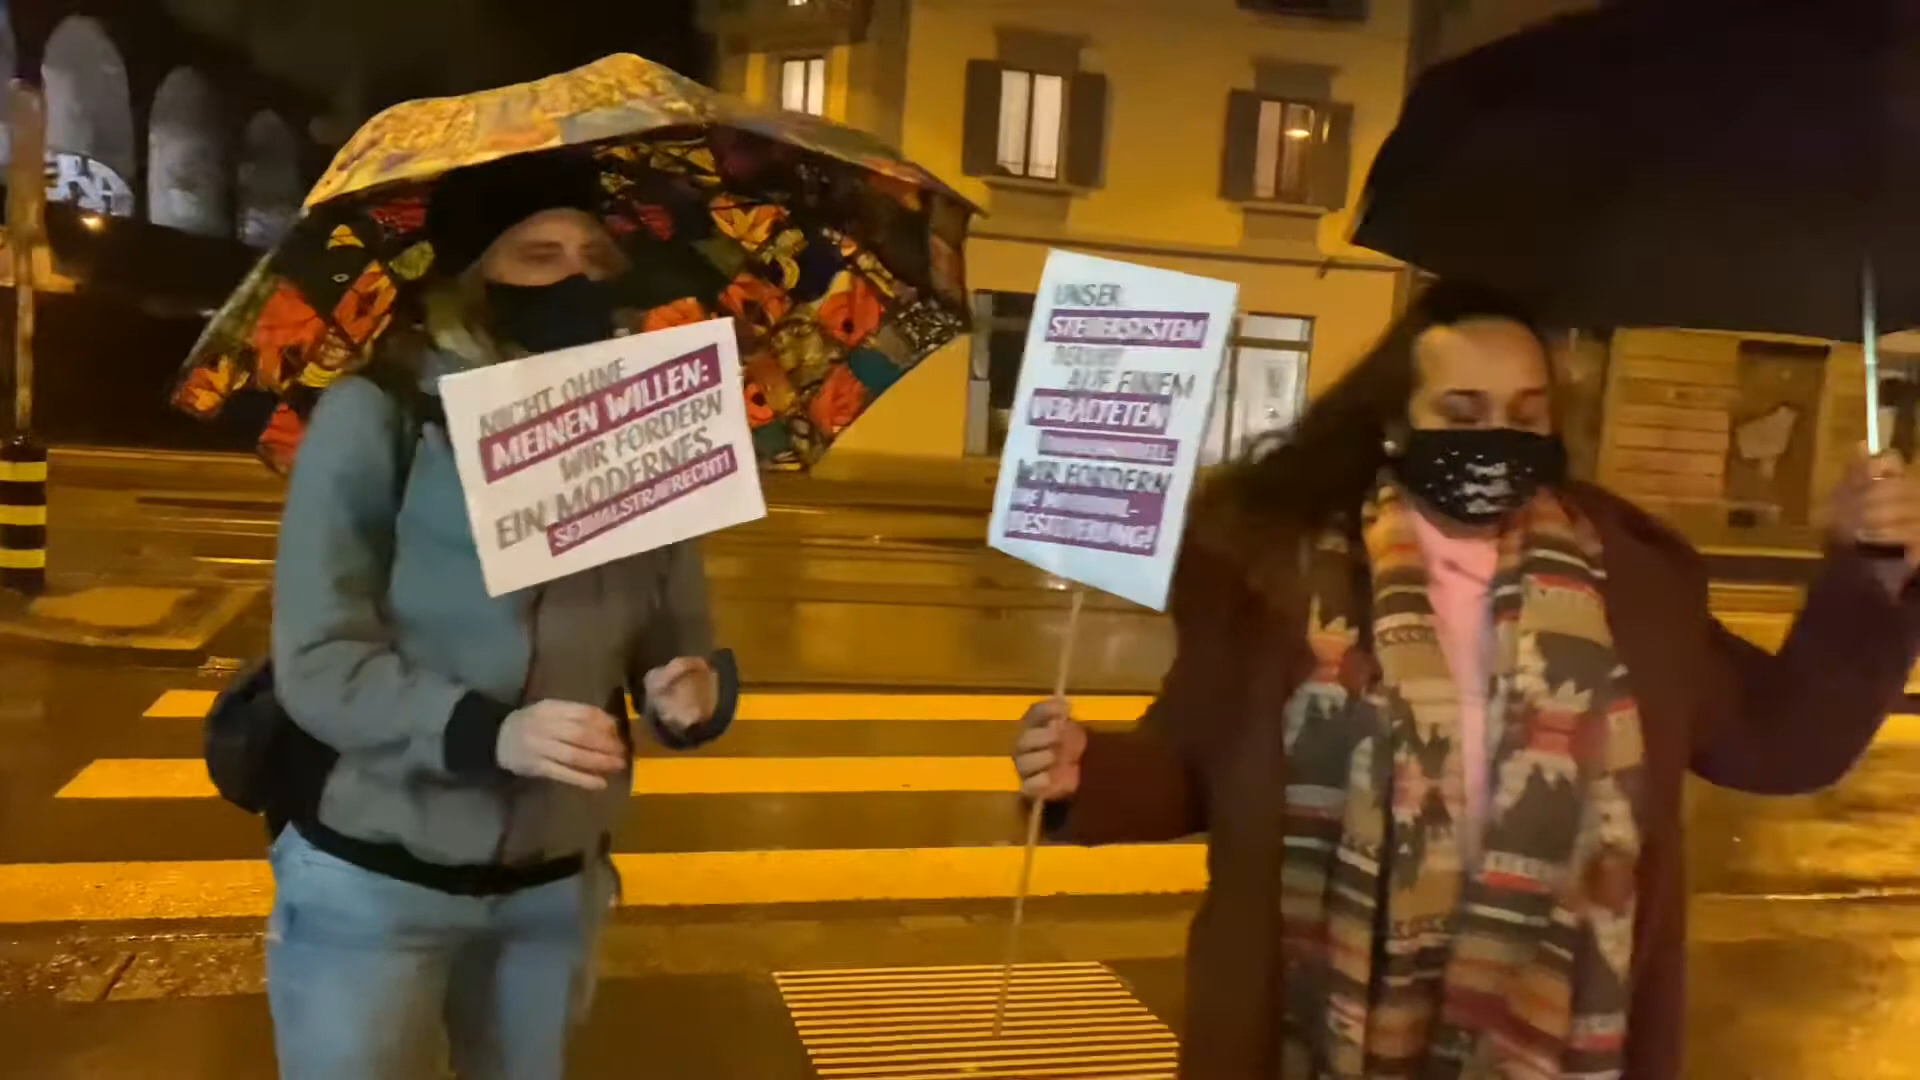 NICHT OHNE
MEINEN WILLEN:
WIR FORDERN
EIN MODERNES
SEXUALSTRAFRECHT!
UNSER
STEUERSYSTEM
BERUHT
AUF EINEM
VERALTETEN
WIR FORDERN
DIE INDIVIDUAL-
BESTEUERUNG!